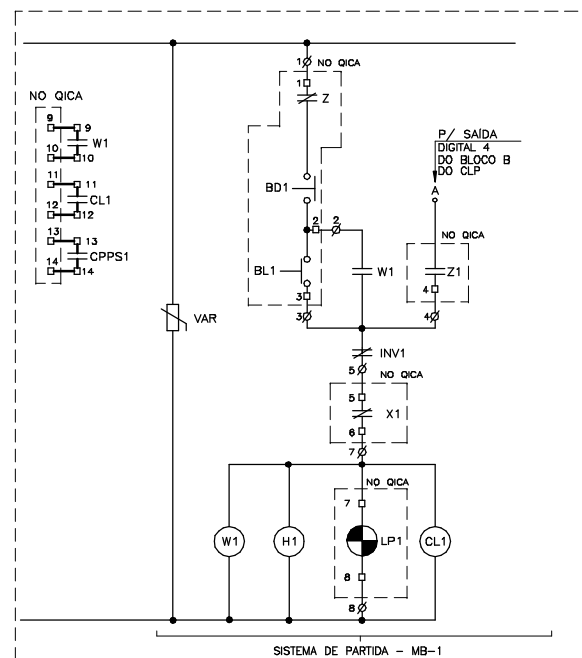 1
NO QICA
1
Z
NO QICA
9
9
W1
10
10
11
11
CL1
12
12
13
13
CPPS1
14
14
P/ SAÍDA
DIGITAL 4
DO BLOCO B
DO CLP
A
BD1
2
2
NO QICA
BL1
W1
Z1
3
4
3
4
VAR
INV1
5
NO QICA
5
X1
6
7
NO QICA
7
W1
H1
LP1
CL1
8
8
SISTEMA DE PARTIDA - MB-1